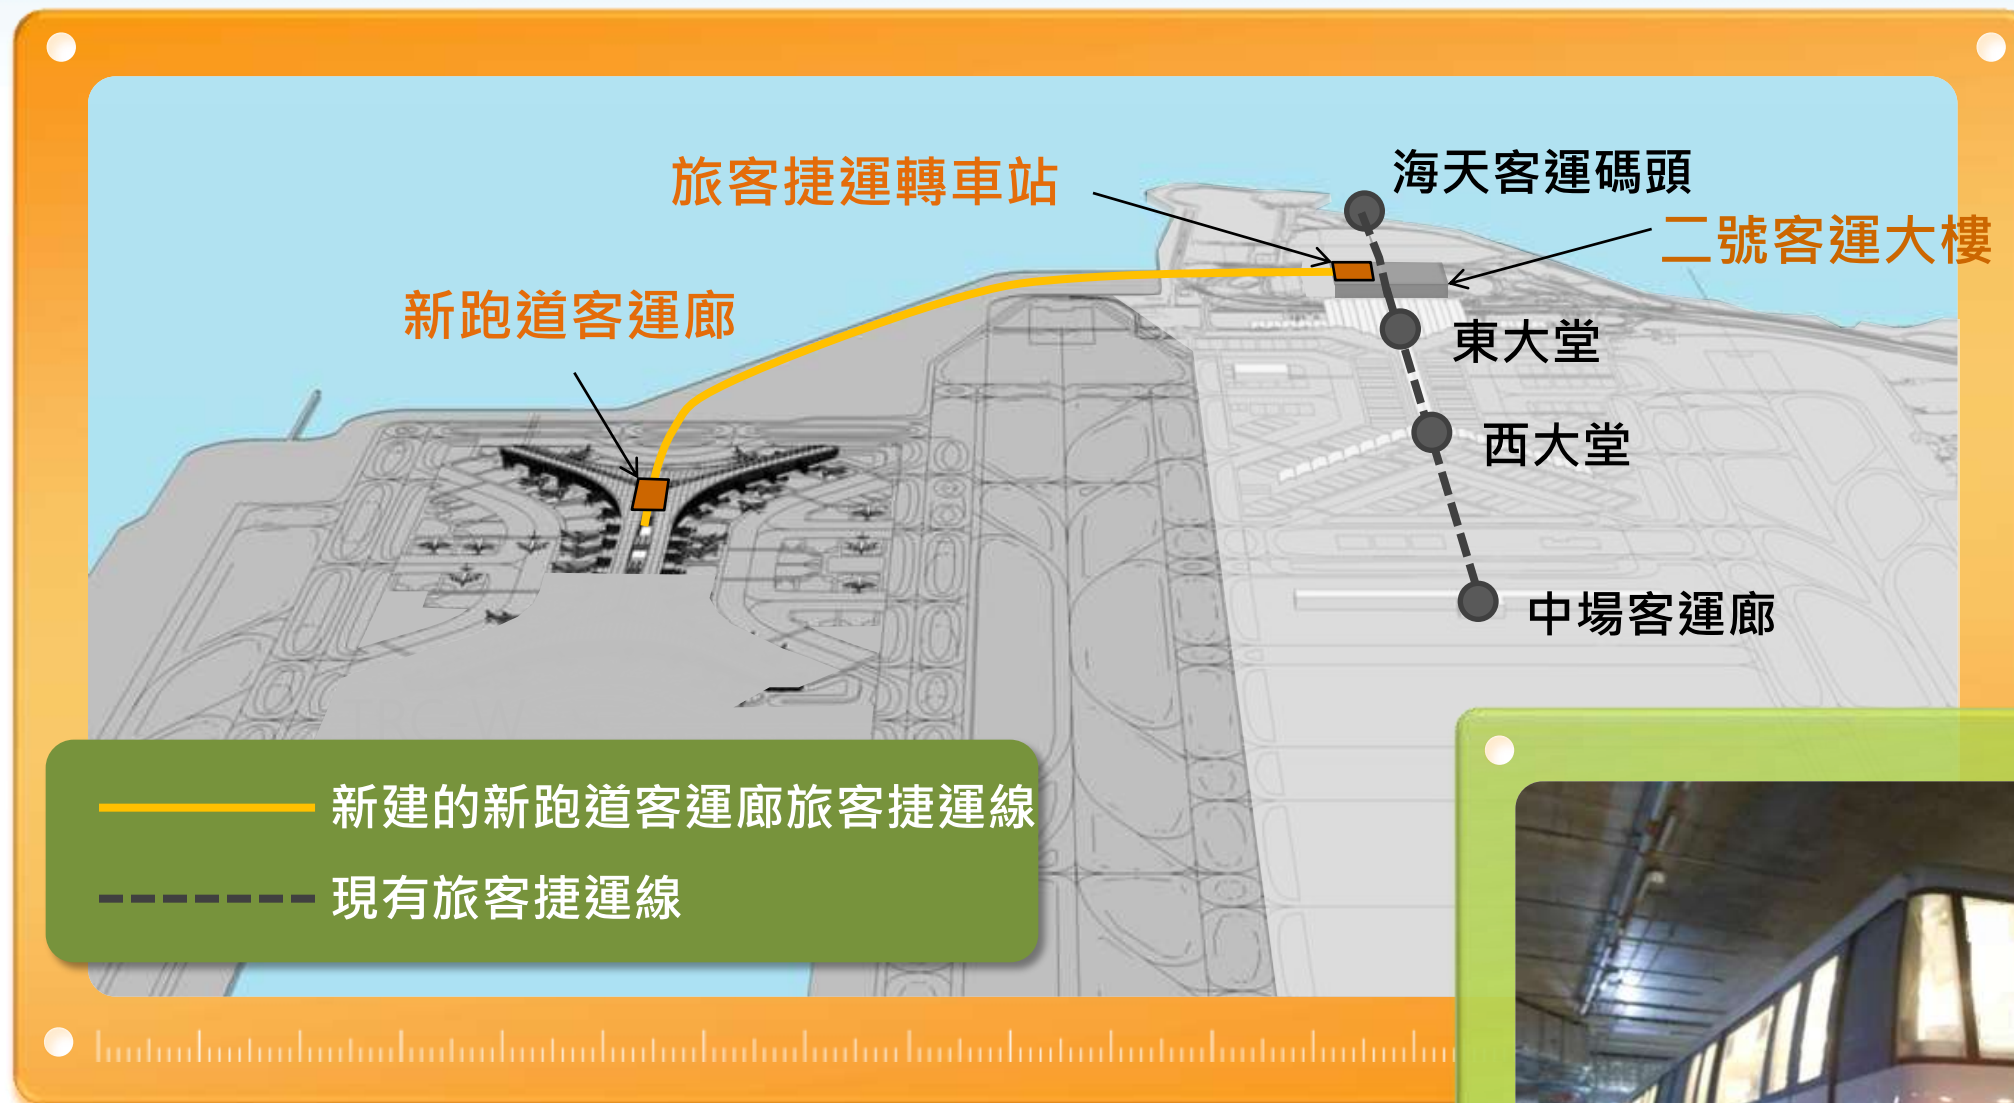 旅客捷運轉車站
海天客運碼頭
二號客運大樓
新跑道客運廊
東大堂
西大堂
中場客運廊
新建的新跑道客運廊旅客捷運線
現有旅客捷運線